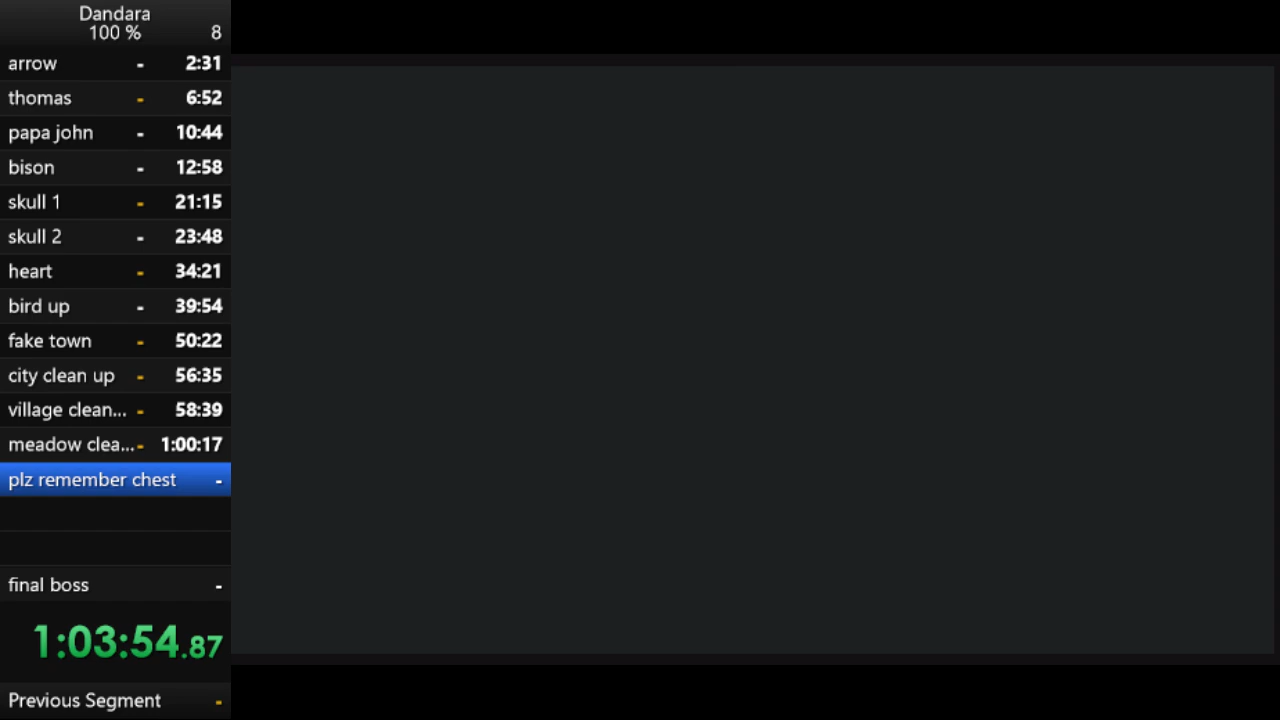 Dandara
100 % 8
arrow - 2:31
thomas - 6:52
papa john - 10:44
bison - 12:58
skull 1 - 21:15
skull 2 - 23:48
heart - 34:21
bird up - 39:54
fake town - 50:22
city clean up - 56:35
village clean... - 58:39
meadow clea...- 1:00:17
plz remember chest -
final boss -
1:03:54.87
Previous Segment -